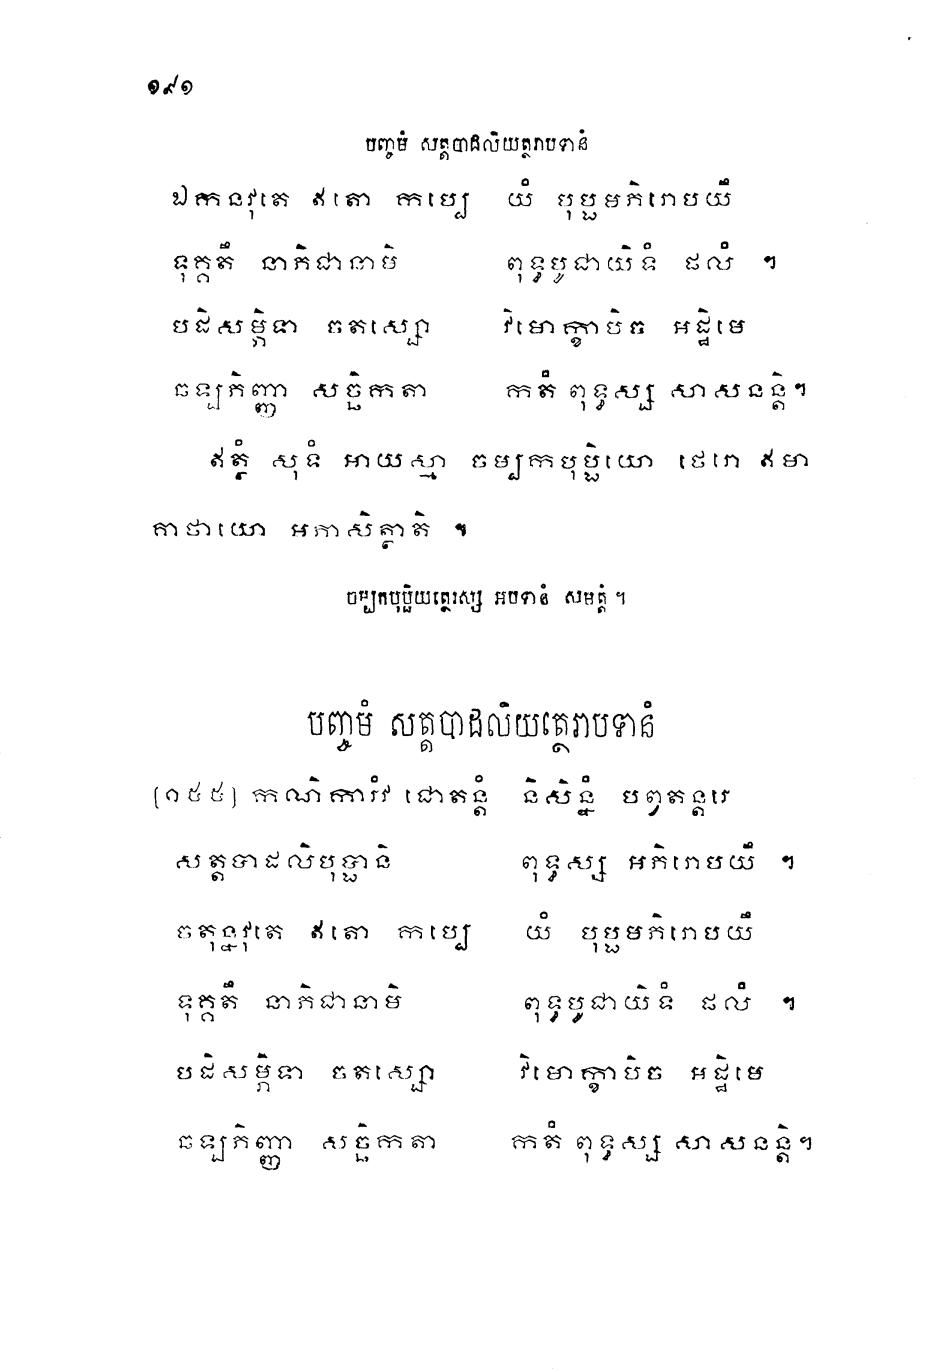 ១៩១
បញ្ចមំ សត្តបាដលិយត្ថរាបទានំ
ឯកនវុតេ ឥតោ កប្បេ យំ បុប្ផមភិរោបយឹ
ទុក្កតឹ នាភិជានាមិ ពុទ្ធបូជាយិទំ ផលំ ។
បដិសម្ភិទា ចតស្សោ វិមោក្ខាបិច អដ្ឋិមេ
ឆឡភិញ្ញា សច្ឆិកតា កតំ ពុទ្ធស្ស សាសនន្តិ។
ឥត្ថំ សុទំ អាយស្មា ចម្បកបុប្ផិយោ ថេរោ ឥមា
គាថាយោ អភាសិត្ថាតិ ។
ចម្បកបុប្ផិយត្ថេរស្ស អបទានំ សមត្តំ ។
បញ្ចមំ សត្តបាដលិយត្ថេរាបទានំ
(១៥៥) កណិការំវ ជោតន្តំ និសិន្នំ បព្វតន្តរេ
សត្តបាដលិបុប្ផានិ ពុទ្ធស្ស អភិរោបយឹ ។
ចតុន្នវុតេ ឥតោ កប្បេ យំ បុប្ផមភិរោបយឹ
ទុក្កតឹ នាភិជានាមិ ពុទ្ធបូជាយិទំ ផលំ ។
បដិសម្ភិទា ចតស្សោ វិមោក្ខាបិច អដ្ឋិមេ
ឆឡភិញ្ញា សច្ឆិកតា កតំ ពុទ្ធស្ស សាសនន្តិ។